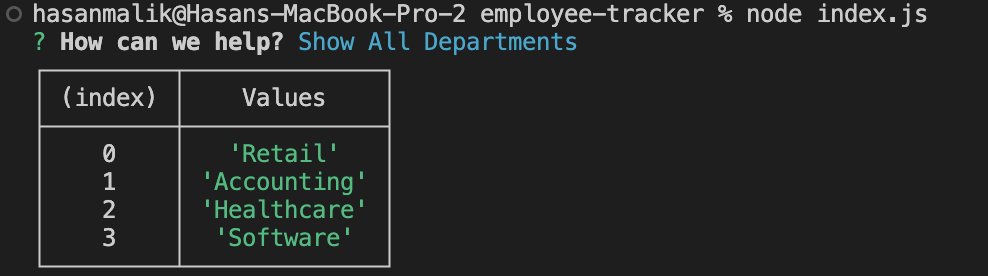 hasanmalik@Hasans-MacBook-Pro-2 employee-tracker % node index.js
? How can we help? Show All Departments
(index) Values
0 'Retail'
1 'Accounting'
2 'Healthcare'
3 'Software'